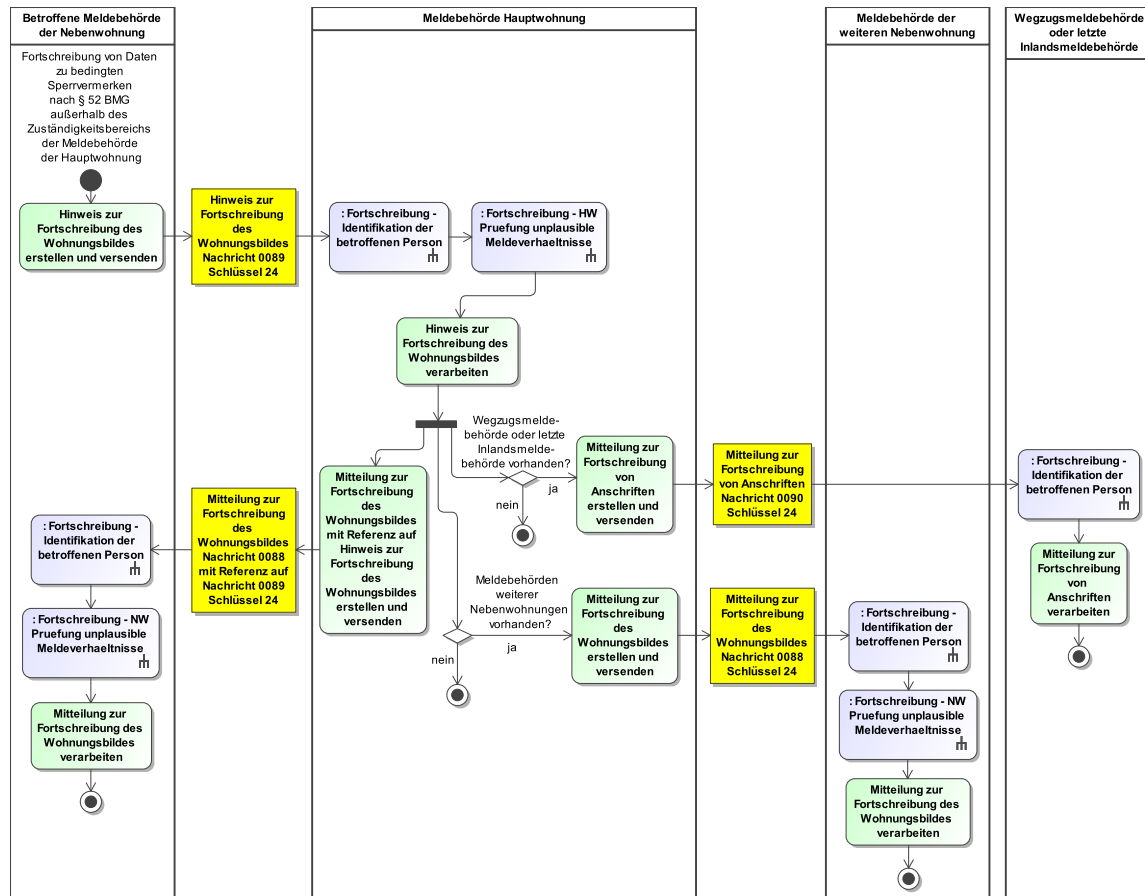 Betroffene Meldebehörde
der Nebenwohnung
Meldebehörde Hauptwohnung
Meldebehörde der
weiteren Nebenwohnung
Wegzugsmeldebehörde
oder letzte
Inlandsmeldebehörde
Fortschreibung von Daten
zu bedingten
Sperrvermerken
nach § 52 BMG
außerhalb des
Zuständigkeitsbereichs
der Meldebehörde
der Hauptwohnung
Hinweis zur
Fortschreibung des
Wohnungsbildes
erstellen und versenden
Hinweis zur
Fortschreibung
des
Wohnungsbildes
Nachricht 0089
Schlüssel 24
: Fortschreibung -
Identifikation der
betroffenen Person
: Fortschreibung - HW
Pruefung unplausible
Meldeverhaeltnisse
Hinweis zur
Fortschreibung des
Wohnungsbildes
verarbeiten
Wegzugsmelde-
behörde oder letzte
Inlandsmelde-
behörde vorhanden?
ja
nein
Mitteilung zur
Fortschreibung
von
Anschriften
erstellen und
versenden
Mitteilung zur
Fortschreibung
von Anschriften
Nachricht 0090
Schlüssel 24
: Fortschreibung -
Identifikation der
betroffenen Person
Mitteilung zur
Fortschreibung
von
Anschriften
verarbeiten
Mitteilung zur
Fortschreibung
des
Wohnungsbildes
mit Referenz auf
Hinweis zur
Fortschreibung
des
Wohnungsbildes
erstellen und
versenden
Mitteilung zur
Fortschreibung
des
Wohnungsbildes
Nachricht 0088
mit Referenz auf
Nachricht 0089
Schlüssel 24
: Fortschreibung -
Identifikation der
betroffenen Person
: Fortschreibung - NW
Pruefung unplausible
Meldeverhaeltnisse
Mitteilung zur
Fortschreibung des
Wohnungsbildes
verarbeiten
Meldebehörden
weiterer
Nebenwohnungen
vorhanden?
ja
nein
Mitteilung zur
Fortschreibung
des
Wohnungsbildes
erstellen und
versenden
Mitteilung zur
Fortschreibung
des
Wohnungsbildes
Nachricht 0088
Schlüssel 24
: Fortschreibung -
Identifikation der
betroffenen Person
: Fortschreibung - NW
Pruefung unplausible
Meldeverhaeltnisse
Mitteilung zur
Fortschreibung des
Wohnungsbildes
verarbeiten